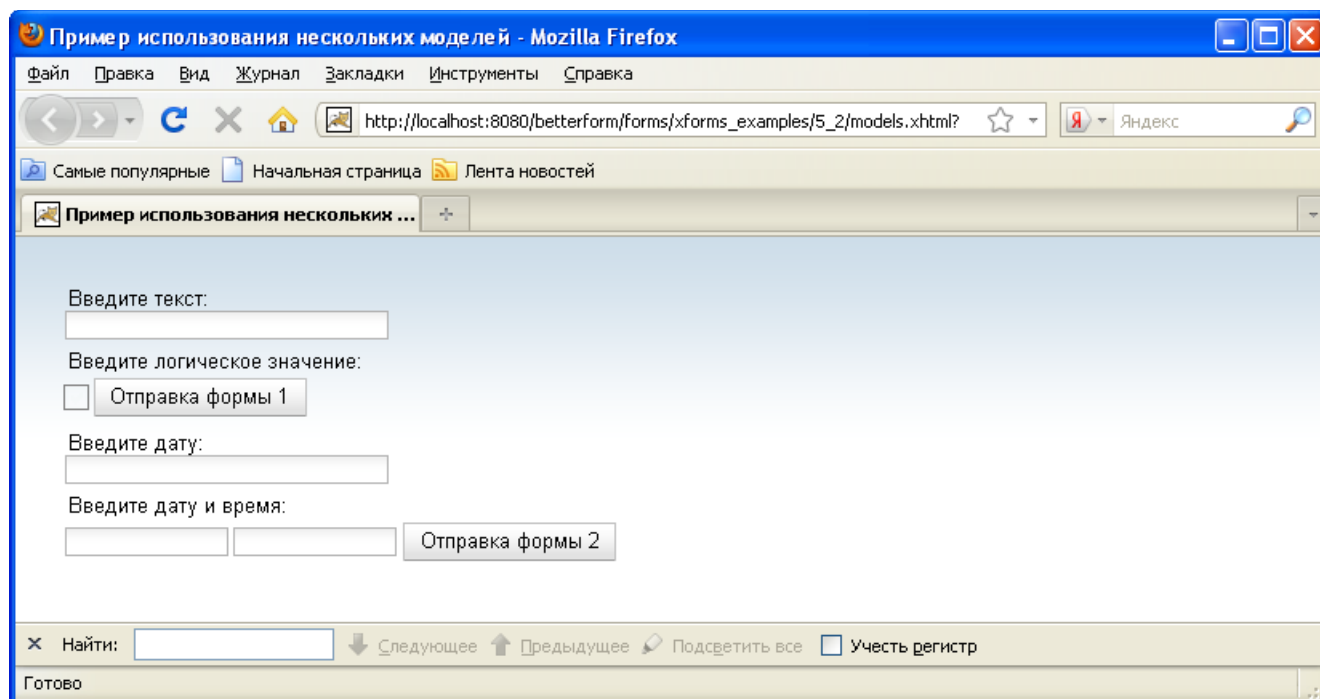 Пример использования нескольких моделей - Mozilla Firefox
Файл Правка Вид Журнал Закладки Инструменты Справка
http://localhost:8080/betterform/forms/xforms_examples/5_2/models.xhtml? Я Яндекс
Самые популярные Начальная страница Лента новостей
Пример использования нескольких ...
Введите текст:
Введите логическое значение:
Отправка формы 1
Введите дату:
Введите дату и время:
Отправка формы 2
Найти: Следующее Предыдущее Подсветить все Учесть регистр
Готово